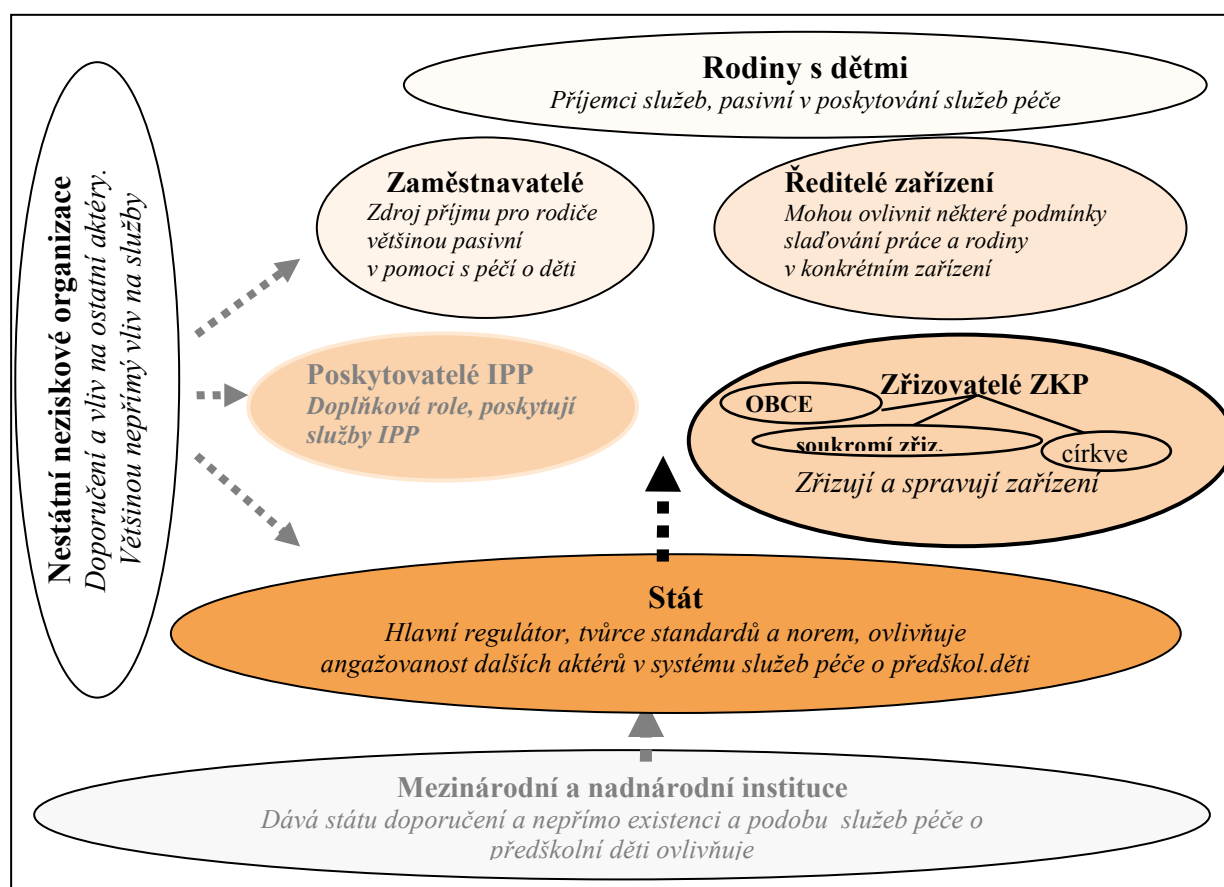 Rodiny s dětmi
Příjemci služeb, pasivní v poskytování služeb péče
Nestátní neziskové organizace
Doporučení a vliv na ostatní aktéry.
Většinou nepřímý vliv na služby
Zaměstnavatelé
Zdroj příjmu pro rodiče
většinou pasivní
v pomoci s péčí o děti
Ředitelé zařízení
Mohou ovlivnit některé podmínky
slaďování práce a rodiny
v konkrétním zařízení
Poskytovatelé IPP
Doplňková role, poskytují
služby IPP
Zřizovatelé ZKP
OBCE
soukromí zřiz.
církve
Zřizují a spravují zařízení
Stát
Hlavní regulátor, tvůrce standardů a norem, ovlivňuje
angažovanost dalších aktérů v systému služeb péče o předškol.děti
Mezinárodní a nadnárodní instituce
Dává státu doporučení a nepřímo existenci a podobu služeb péče o
předškolní děti ovlivňuje